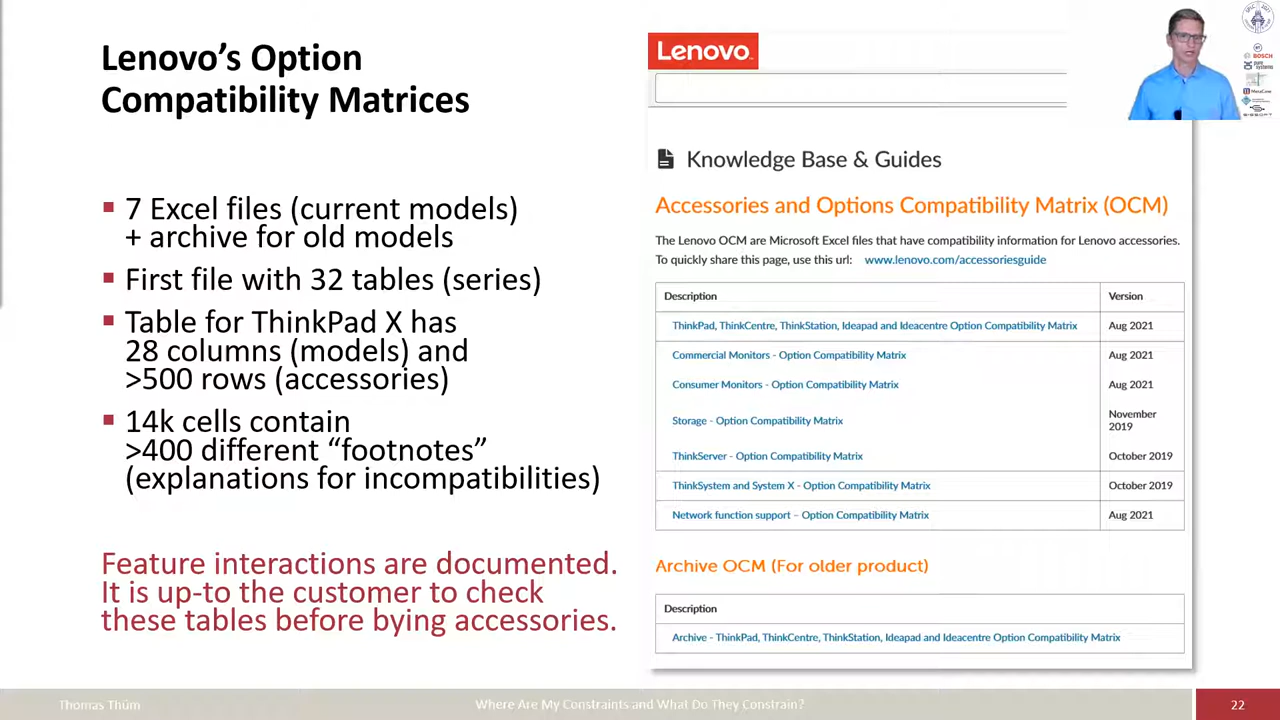 Lenovo's Option
Compatibility Matrices
7 Excel files (current models)
+ archive for old models
First file with 32 tables (series)
Table for ThinkPad X has
28 columns (models) and
>500 rows (accessories)
14k cells contain
>400 different “footnotes”
(explanations for incompatibilities)
Feature interactions are documented.
It is up-to the customer to check
these tables before bying accessories.
Lenovo
Knowledge Base & Guides
Accessories and Options Compatibility Matrix (OCM)
The Lenovo OCM are Microsoft Excel files that have compatibility information for Lenovo accessories.
To quickly share this page, use this url: www.lenovo.com/accessoriesguide
Description Version
ThinkPad, ThinkCentre, ThinkStation, Ideapad and Ideacentre Option Compatibility Matrix Aug 2021
Commercial Monitors - Option Compatibility Matrix Aug 2021
Consumer Monitors - Option Compatibility Matrix Aug 2021
Storage - Option Compatibility Matrix November
2019
ThinkServer - Option Compatibility Matrix October 2019
ThinkSystem and System X - Option Compatibility Matrix October 2019
Network function support – Option Compatibility Matrix Aug 2021
Archive OCM (For older product)
Description
Archive - ThinkPad, ThinkCentre, ThinkStation, Ideapad and Ideacentre Option Compatibility Matrix
BOSCH
Thomas Thüm
Where Are My Constraints and What Do They Constrain?
22